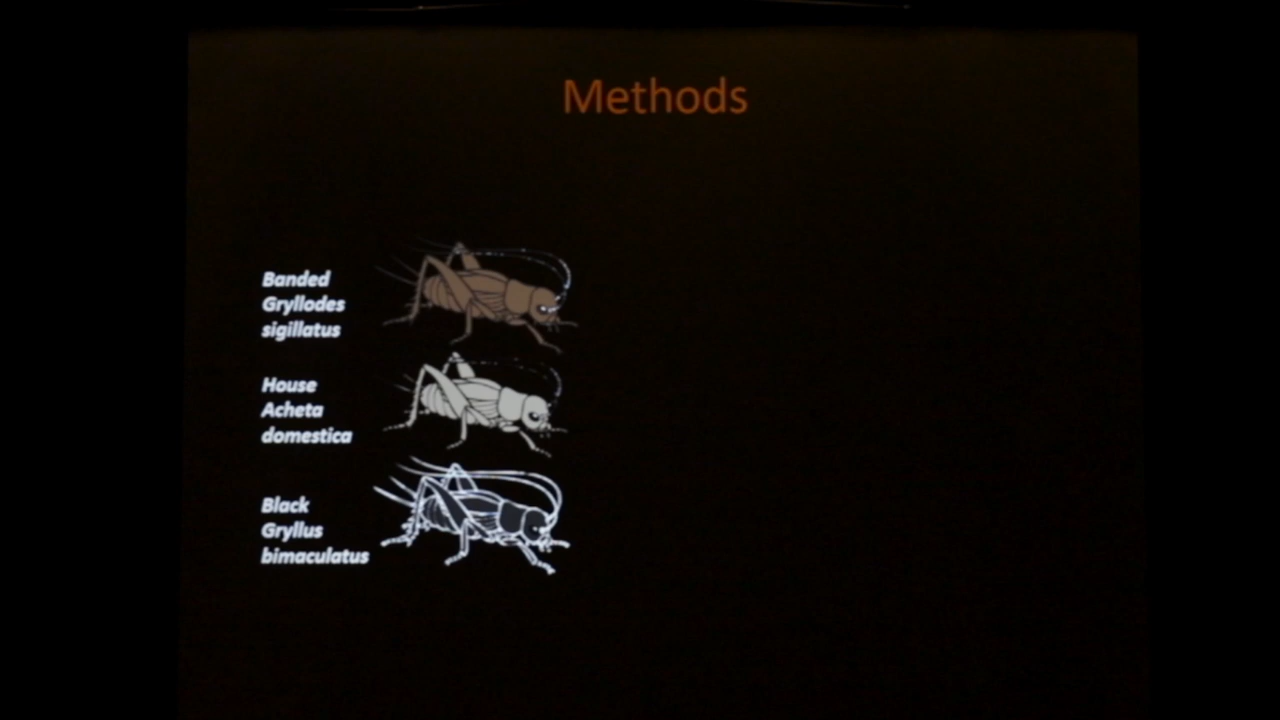 Methods
Banded
Gryllodes
sigillatus
House
Acheta
domestica
Black
Gryllus
bimaculatus